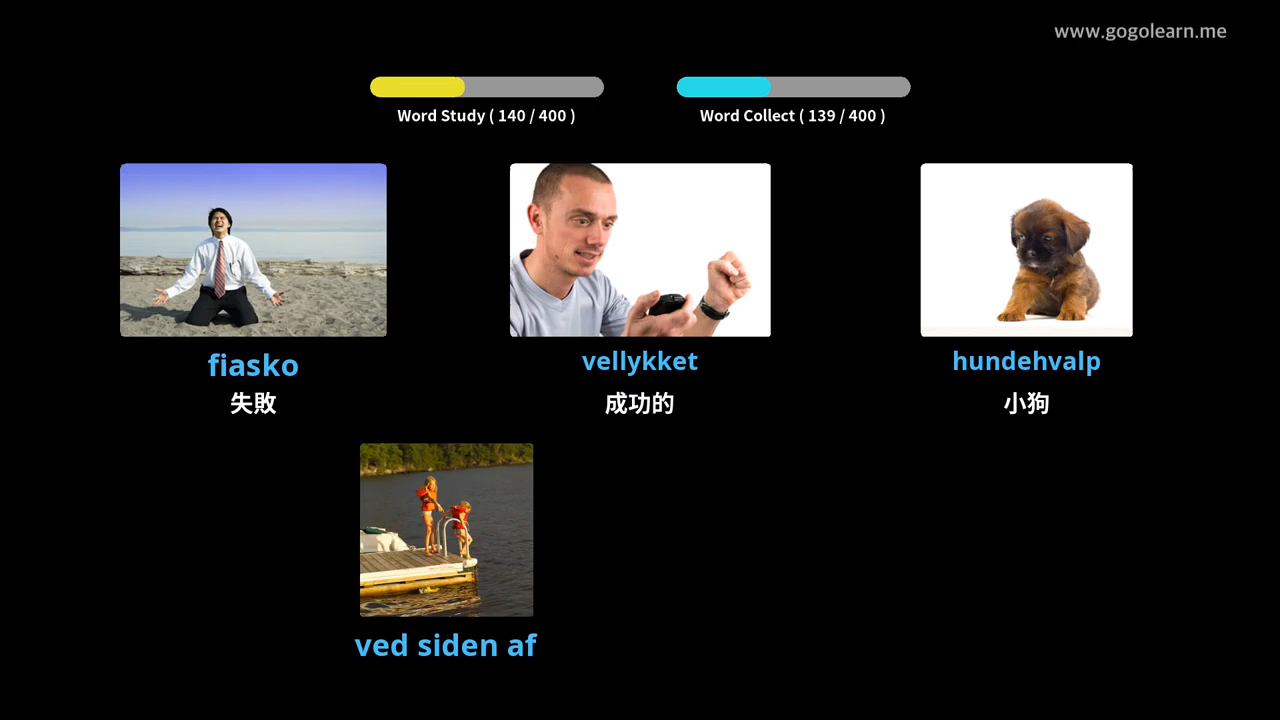 www.gogolearn.me
Word Study ( 140 / 400 )
Word Collect ( 139 / 400 )
fiasko
失敗
vellykket
成功的
hundehvalp
小狗
ved siden af